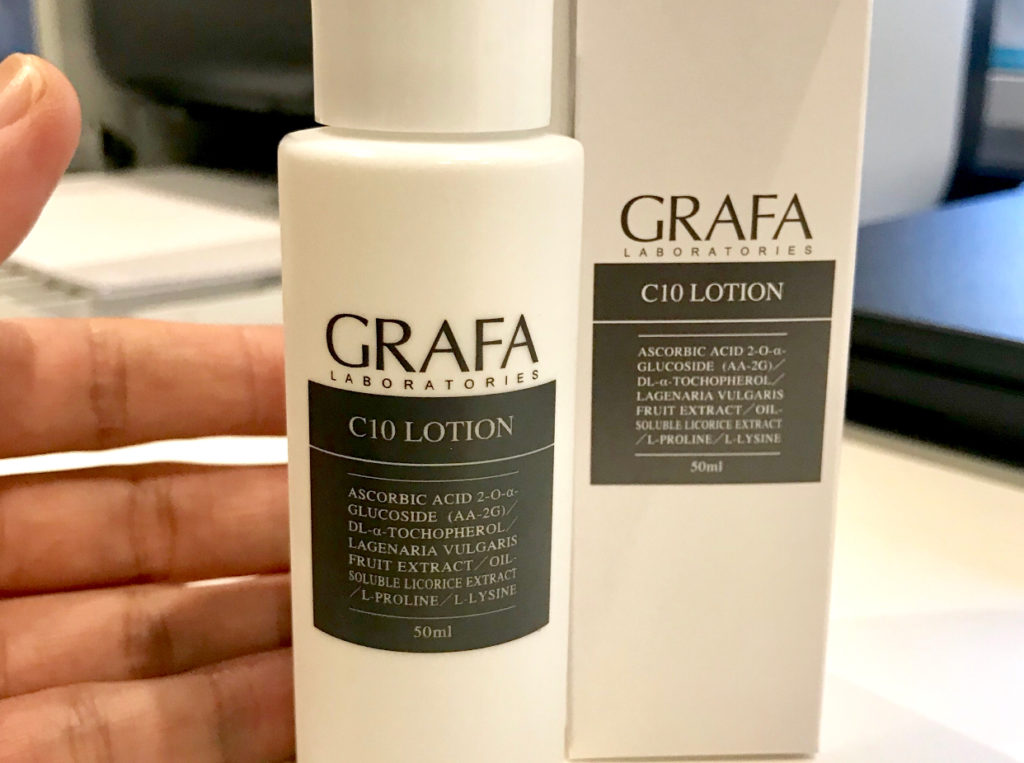 GRAFA
LABORATORIES
C10 LOTION
ASCORBIC ACID 2-O-α-
GLUCOSIDE (AA-2G)／
DL-α-TOCHOPHEROL／
LAGENARIA VULGARIS
FRUIT EXTRACT／OIL-
SOLUBLE LICORICE EXTRACT
／L-PROLINE／L-LYSINE
50ml
GRAFA
LABORATORIES
C10 LOTION
ASCORBIC ACID 2-O-α-
GLUCOSIDE (AA-2G)／
DL-α-TOCHOPHEROL／
LAGENARIA VULGARIS
FRUIT EXTRACT／OIL-
SOLUBLE LICORICE EXTRACT
／L-PROLINE／L-LYSINE
50ml